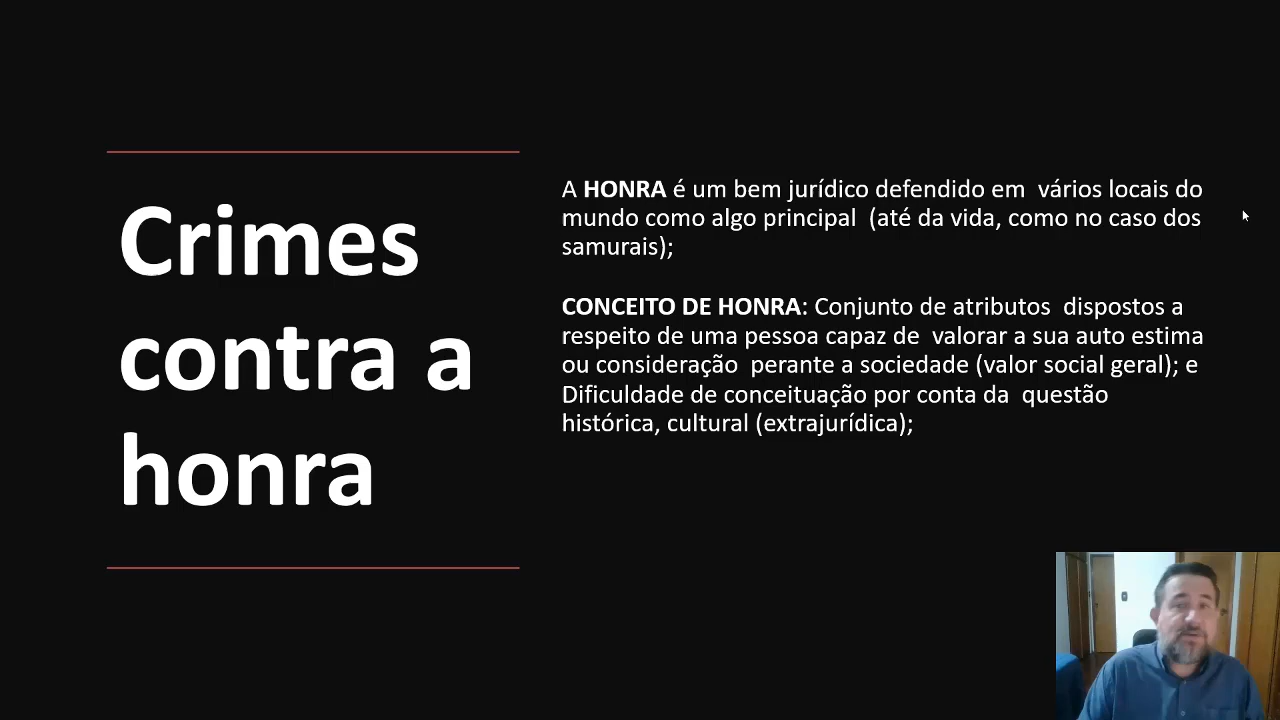 Crimes
contra a
honra
A HONRA é um bem jurídico defendido em  vários locais do
mundo como algo principal  (até da vida, como no caso dos
samurais);
CONCEITO DE HONRA: Conjunto de atributos  dispostos a
respeito de uma pessoa capaz de  valorar a sua auto estima
ou consideração  perante a sociedade (valor social geral); e
Dificuldade de conceituação por conta da  questão
histórica, cultural (extrajurídica);